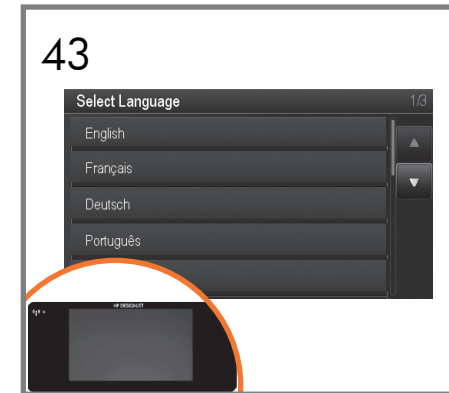 43
Select Language 1/3
English
Français
Deutsch
Português
HP DESIGNJET